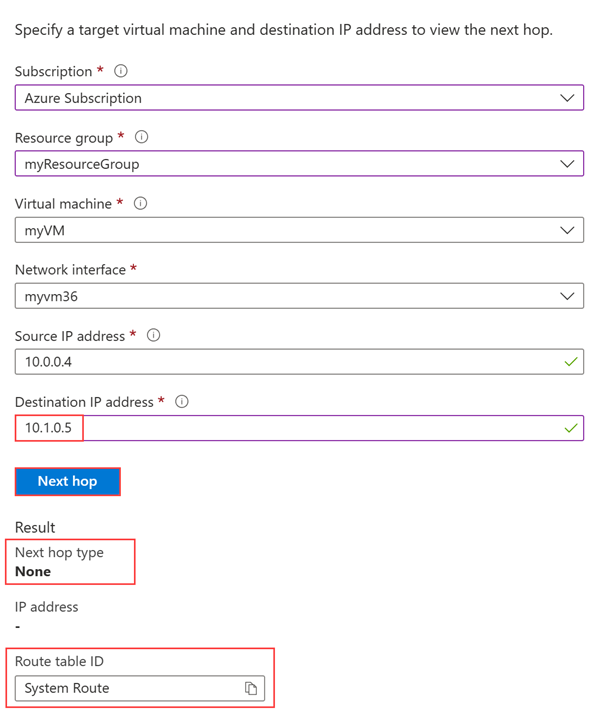 Specify a target virtual machine and destination IP address to view the next hop.
Subscription *
Azure Subscription
Resource group *
myResourceGroup
Virtual machine *
myVM
Network interface *
myvm36
Source IP address *
10.0.0.4
Destination IP address *
10.1.0.5
Next hop
Result
Next hop type
None
IP address
-
Route table ID
System Route